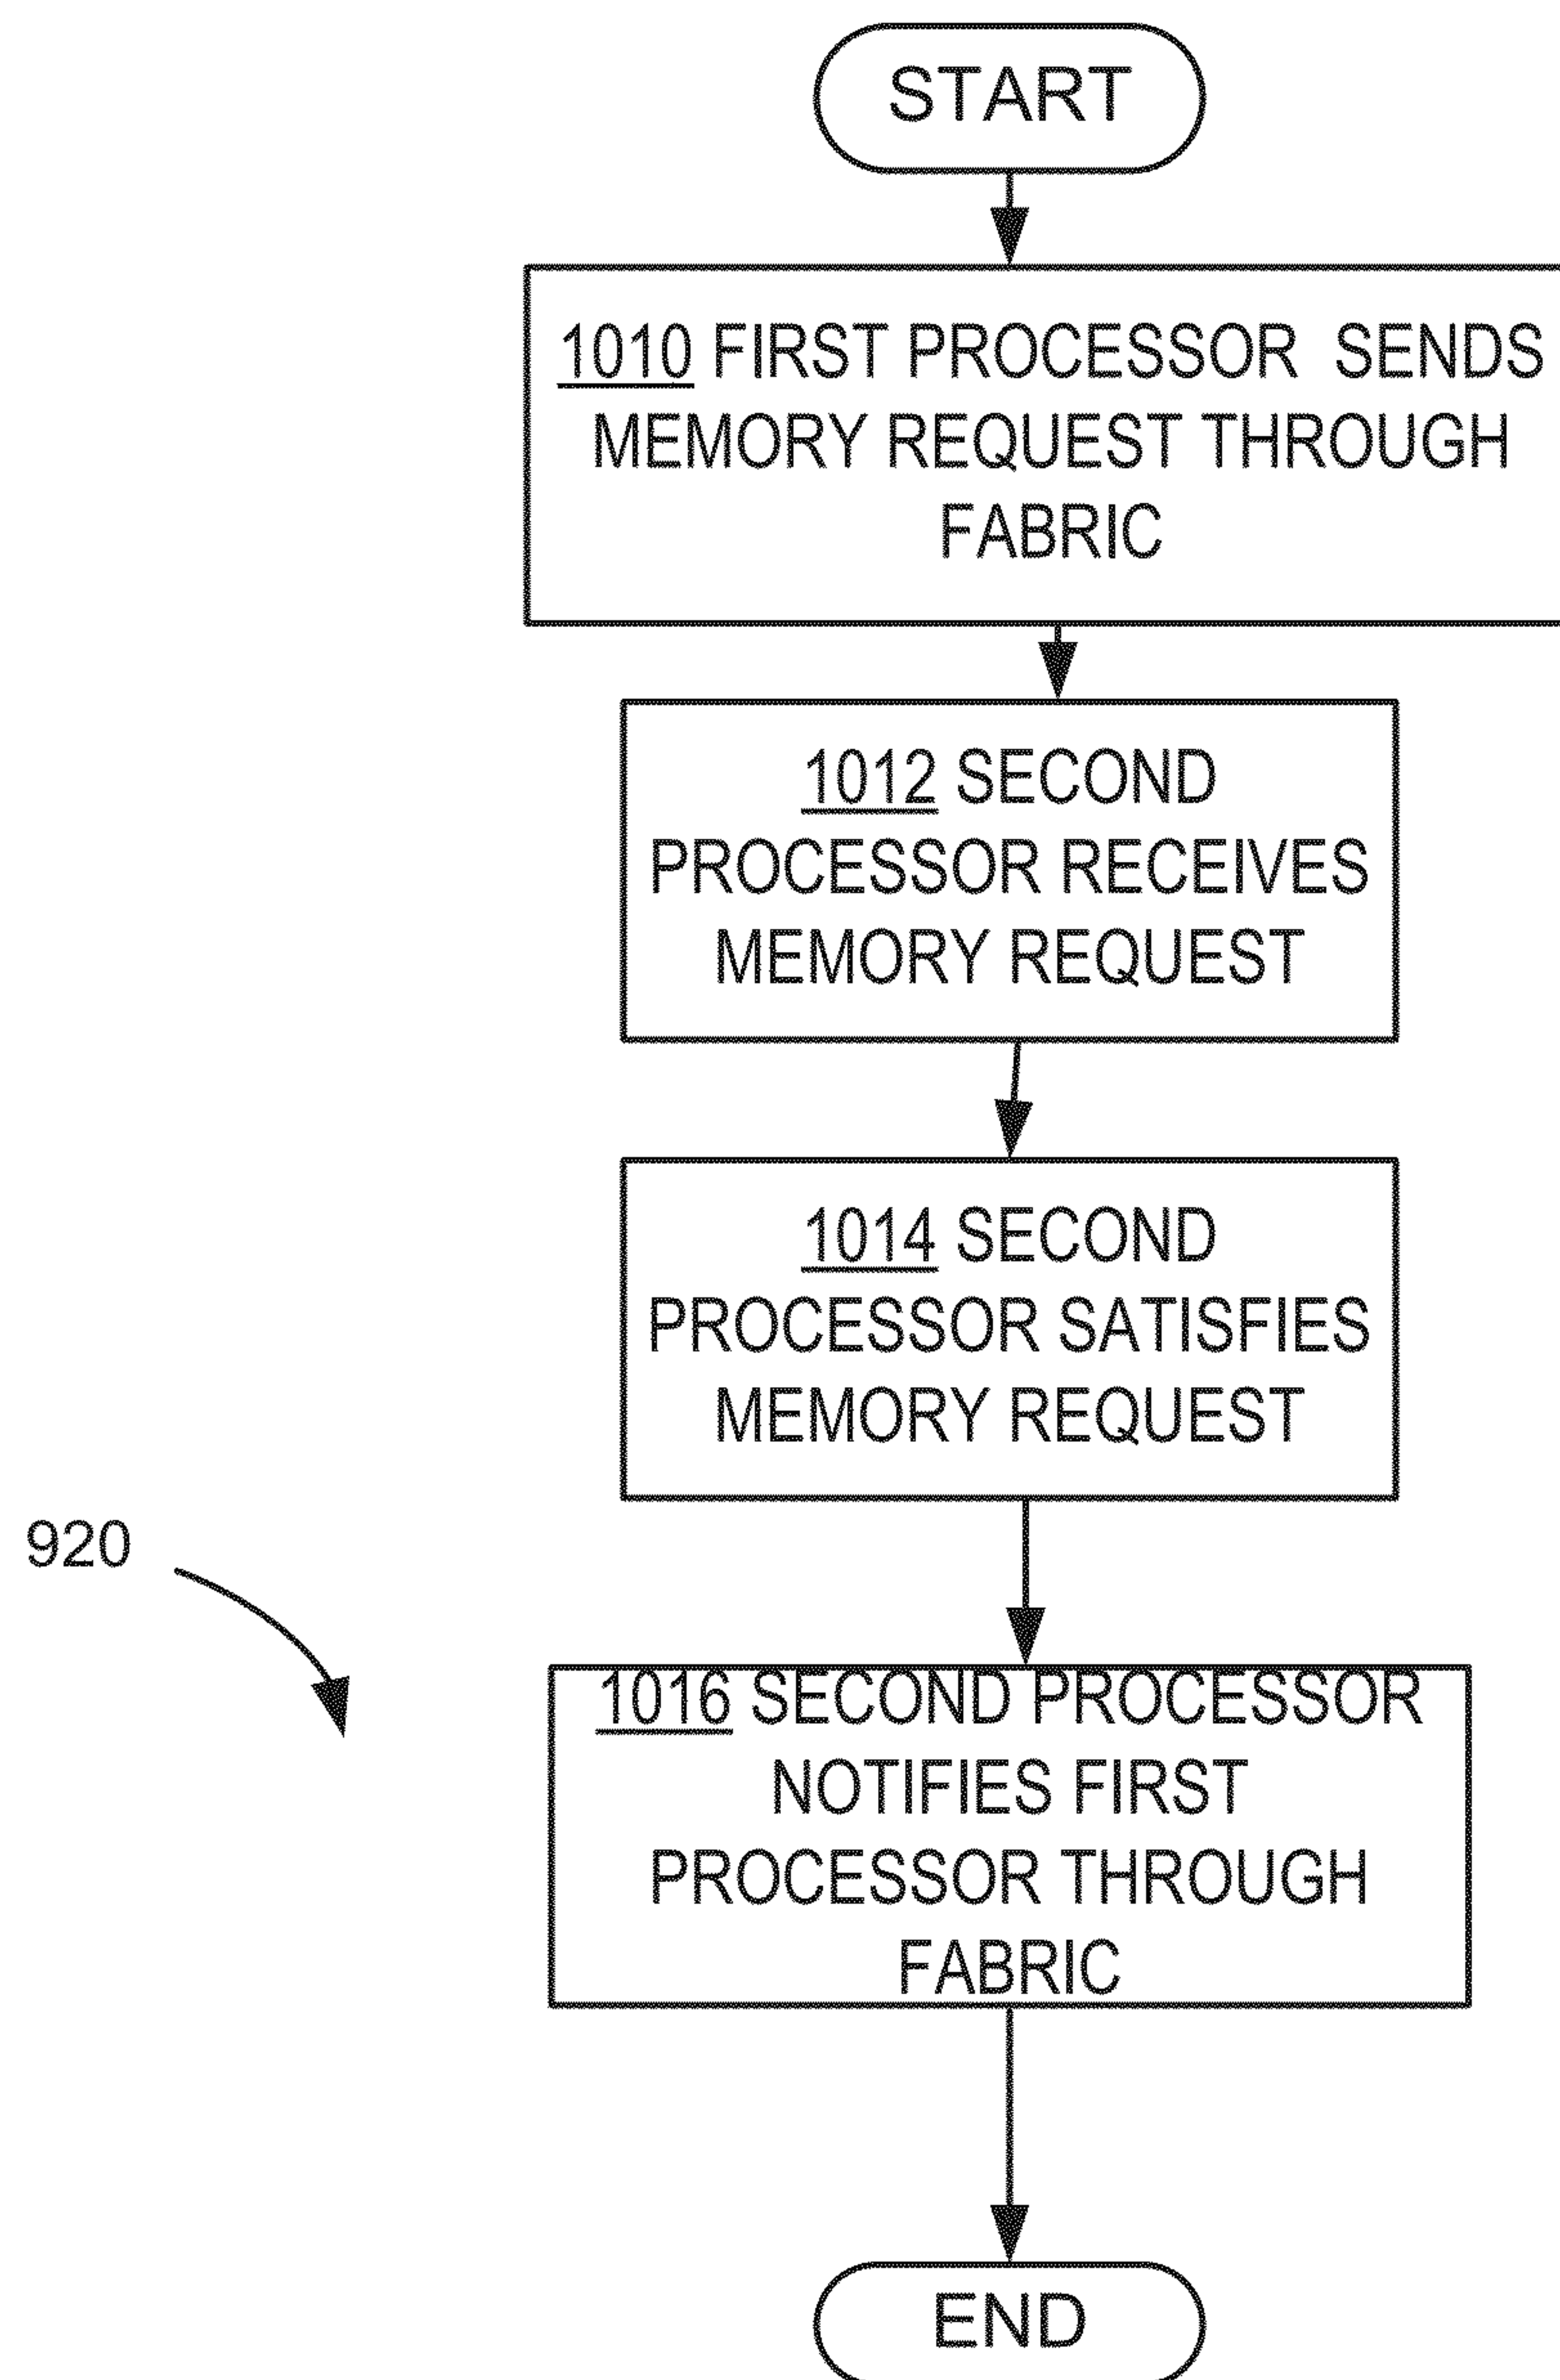 START
1010 FIRST PROCESSOR SENDS
MEMORY REQUEST THROUGH
FABRIC
1012 SECOND
PROCESSOR RECEIVES
MEMORY REQUEST
1014 SECOND
PROCESSOR SATISFIES
MEMORY REQUEST
920
1016 SECOND PROCESSOR
NOTIFIES FIRST
PROCESSOR THROUGH
FABRIC
END